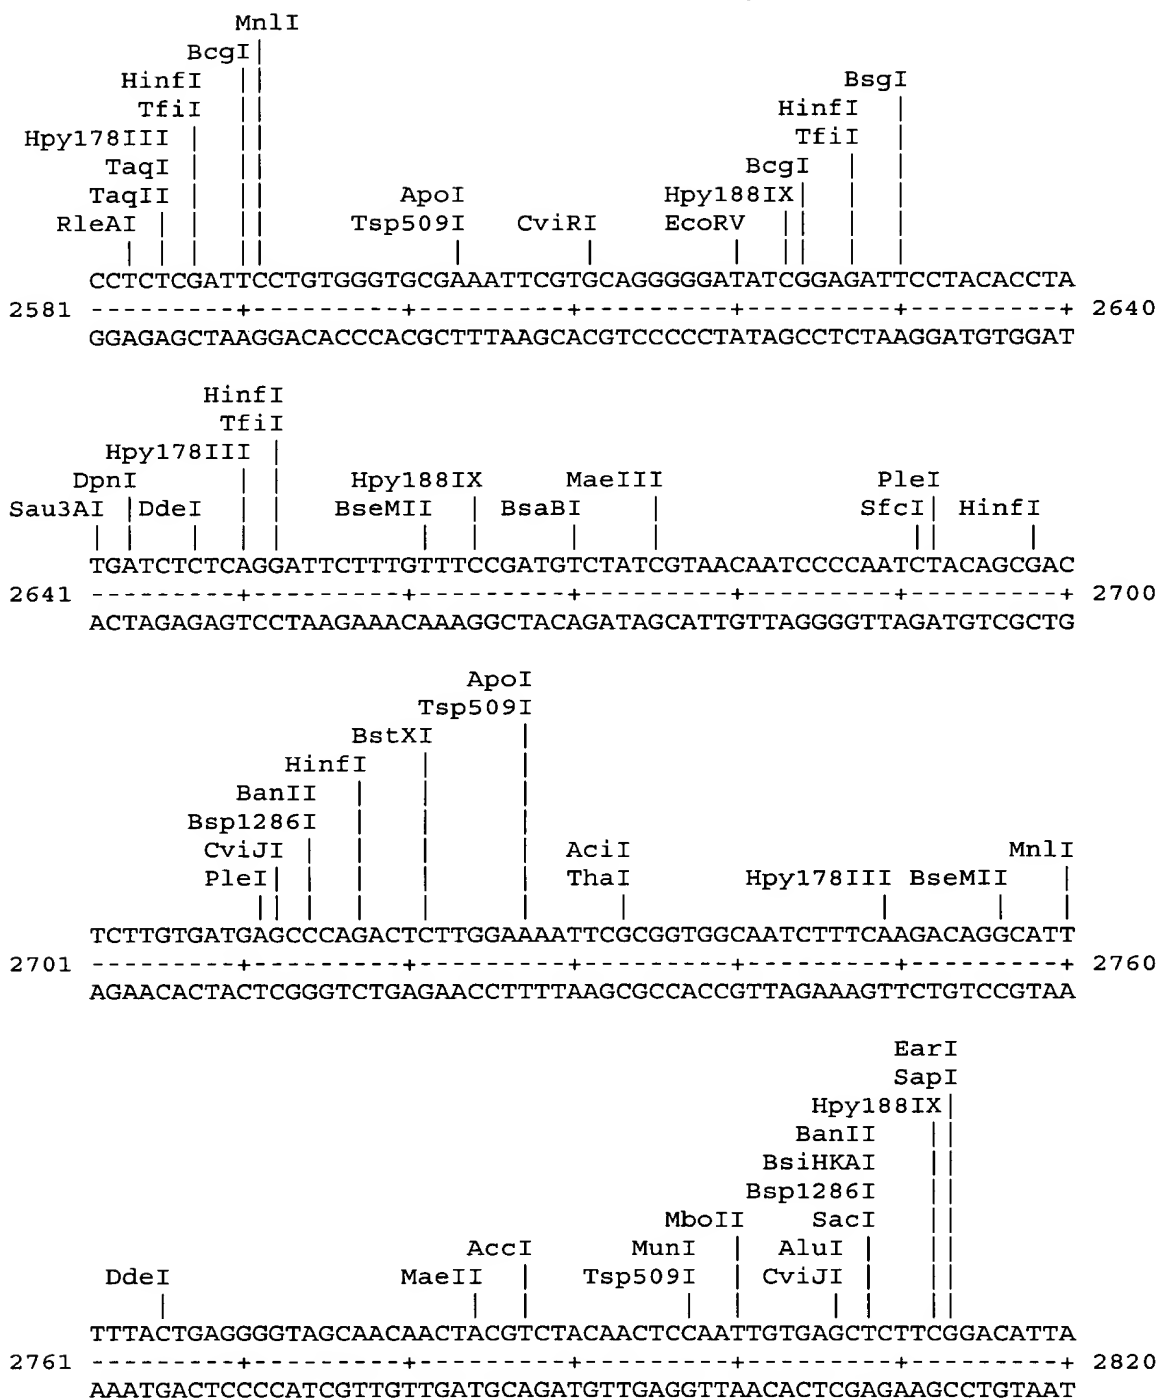 MnlI
BcgI
HinfI BsgI
TfiI HinfI
Hpy178III TfiI
TaqI BcgI
TaqII ApoI Hpy188IX
RleAI Tsp509I CviRI EcoRV
CCTCTCGATTCCTGTGGGTGCGAAATTCGTGCAGGGGGATATCGGAGATTCCTACACCTA
2581 ---------+---------+---------+---------+---------+---------+ 2640
GGAGAGCTAAGGACACCCACGCTTTAAGCACGTCCCCCTATAGCCTCTAAGGATGTGGAT
HinfI
TfiI
Hpy178III
DpnI Hpy188IX MaeIII PleI
Sau3AI DdeI BseMII BsaBI SfcI HinfI
TGATCTCTCAGGATTCTTTGTTTCCGATGTCTATCGTAACAATCCCCAATCTACAGCGAC
2641 ---------+---------+---------+---------+---------+---------+ 2700
ACTAGAGAGTCCTAAGAAACAAAGGCTACAGATAGCATTGTTAGGGGTTAGATGTCGCTG
ApoI
Tsp509I
BstXI
HinfI
BanII
Bsp1286I
CviJI AciI MnlI
PleI ThaI Hpy178III BseMII
TCTTGTGATGAGCCCAGACTCTTGGAAAATTCGCGGTGGCAATCTTTCAAGACAGGCATT
2701 ---------+---------+---------+---------+---------+---------+ 2760
AGAACACTACTCGGGTCTGAGAACCTTTTAAGCGCCACCGTTAGAAAGTTCTGTCCGTAA
EarI
SapI
Hpy188IX
BanII
BsiHKAI
Bsp1286I
MboII SacI
AccI MunI AluI
DdeI MaeII Tsp509I CviJI
TTTACTGAGGGGTAGCAACAACTACGTCTACAACTCCAATTGTGAGCTCTTCGGACATTA
2761 ---------+---------+---------+---------+---------+---------+ 2820
AAATGACTCCCCATCGTTGTTGATGCAGATGTTGAGGTTAACACTCGAGAAGCCTGTAAT